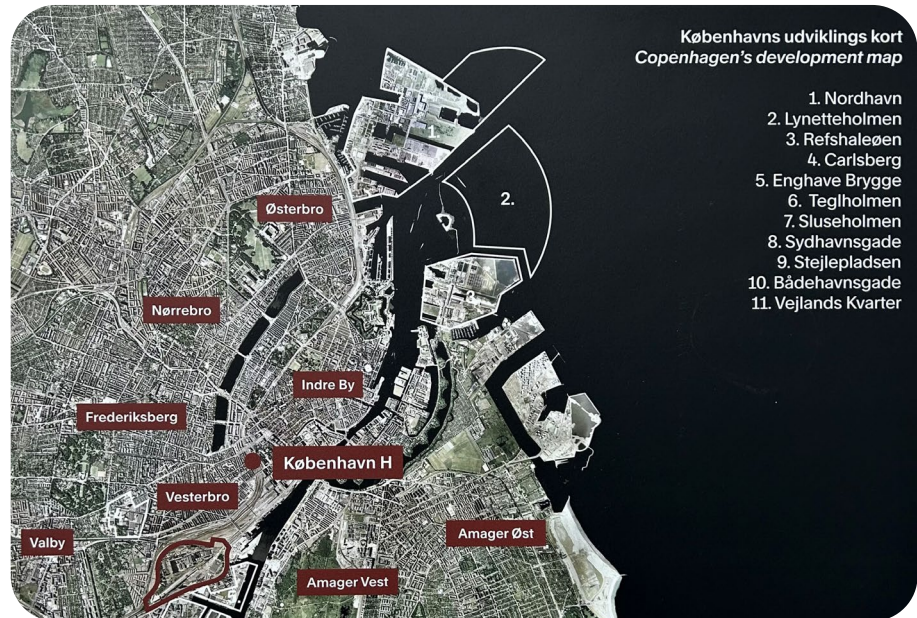 Københavns udviklings kort
Copenhagen's development map
1. Nordhavn
2. Lynetteholmen
3. Refshaleøen
4. Carlsberg
5. Enghave Brygge
6. Teglholmen
7. Sluseholmen
8. Sydhavnsgade
9. Stejlepladsen
10. Bådehavnsgade
11. Vejlands Kvarter
1.
2.
Østerbro
3.
Nørrebro
Indre By
Frederiksberg
København H
Vesterbro
Amager Øst
Valby
Amager Vest